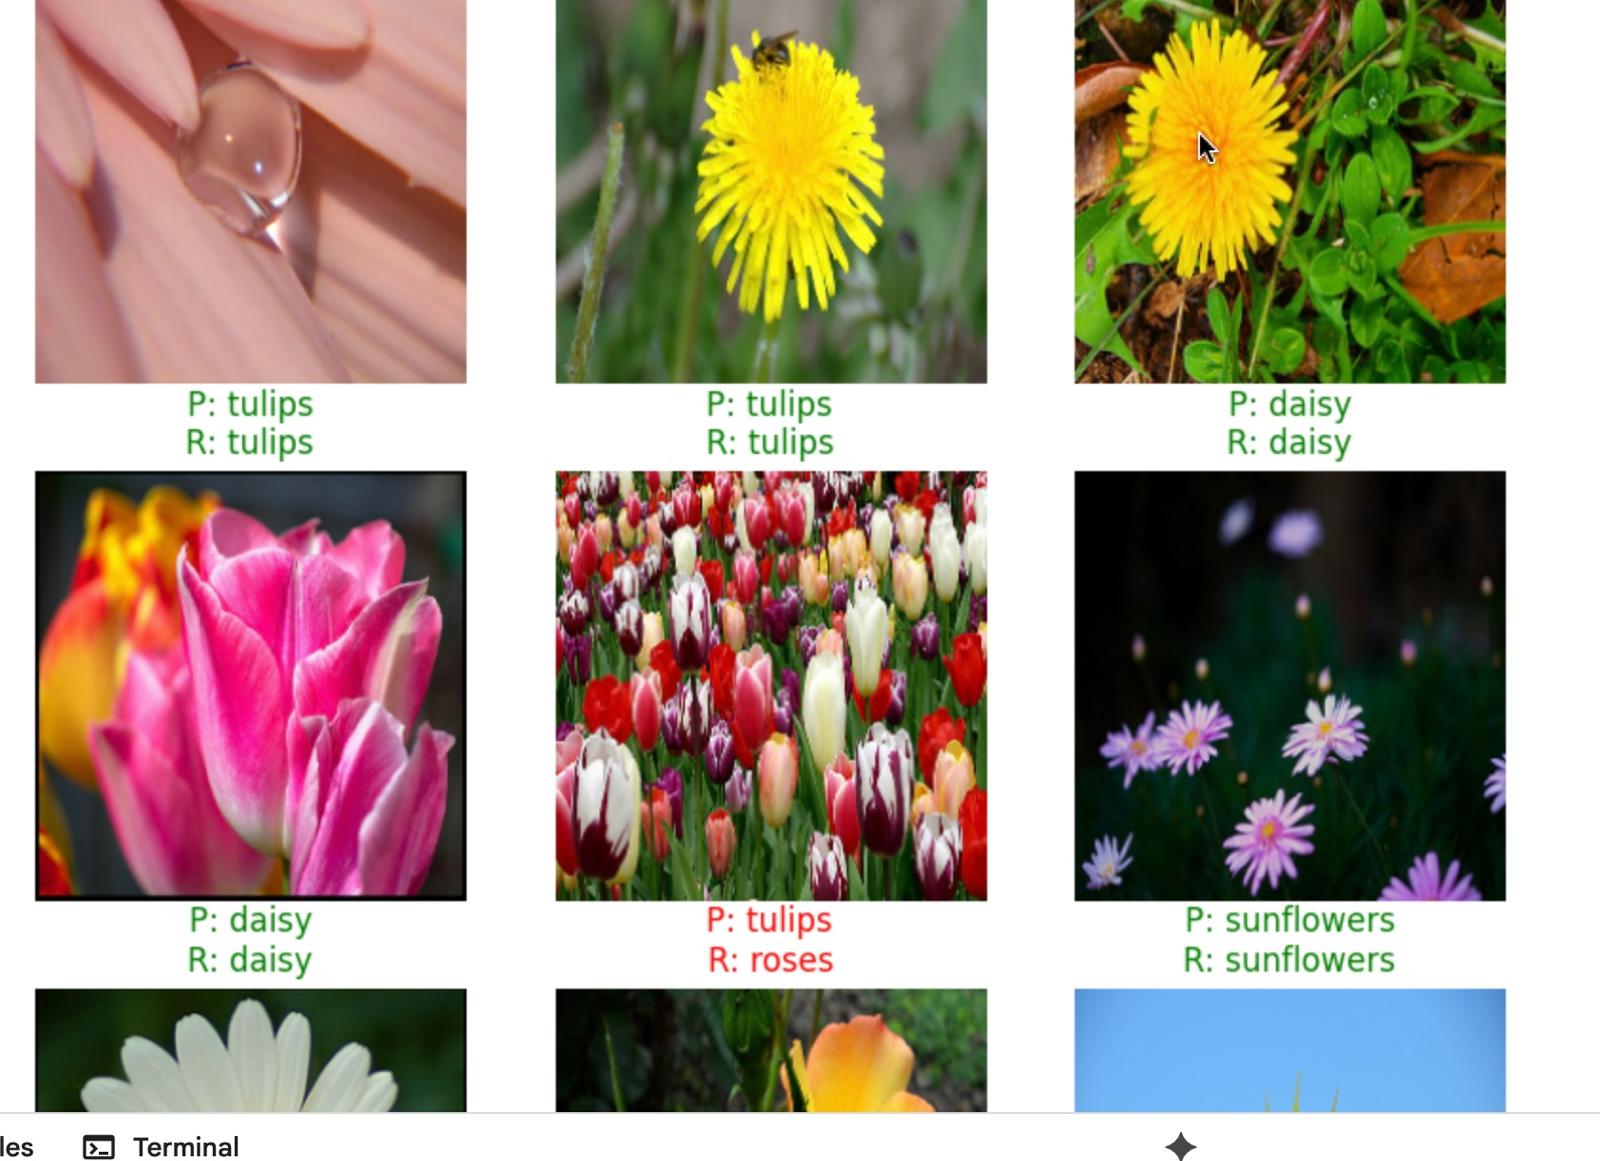 P: tulips
R: tulips
P: tulips
R: tulips
P: daisy
R: daisy
P: daisy
R: daisy
P: tulips
R: roses
P: sunflowers
R: sunflowers
les
Terminal